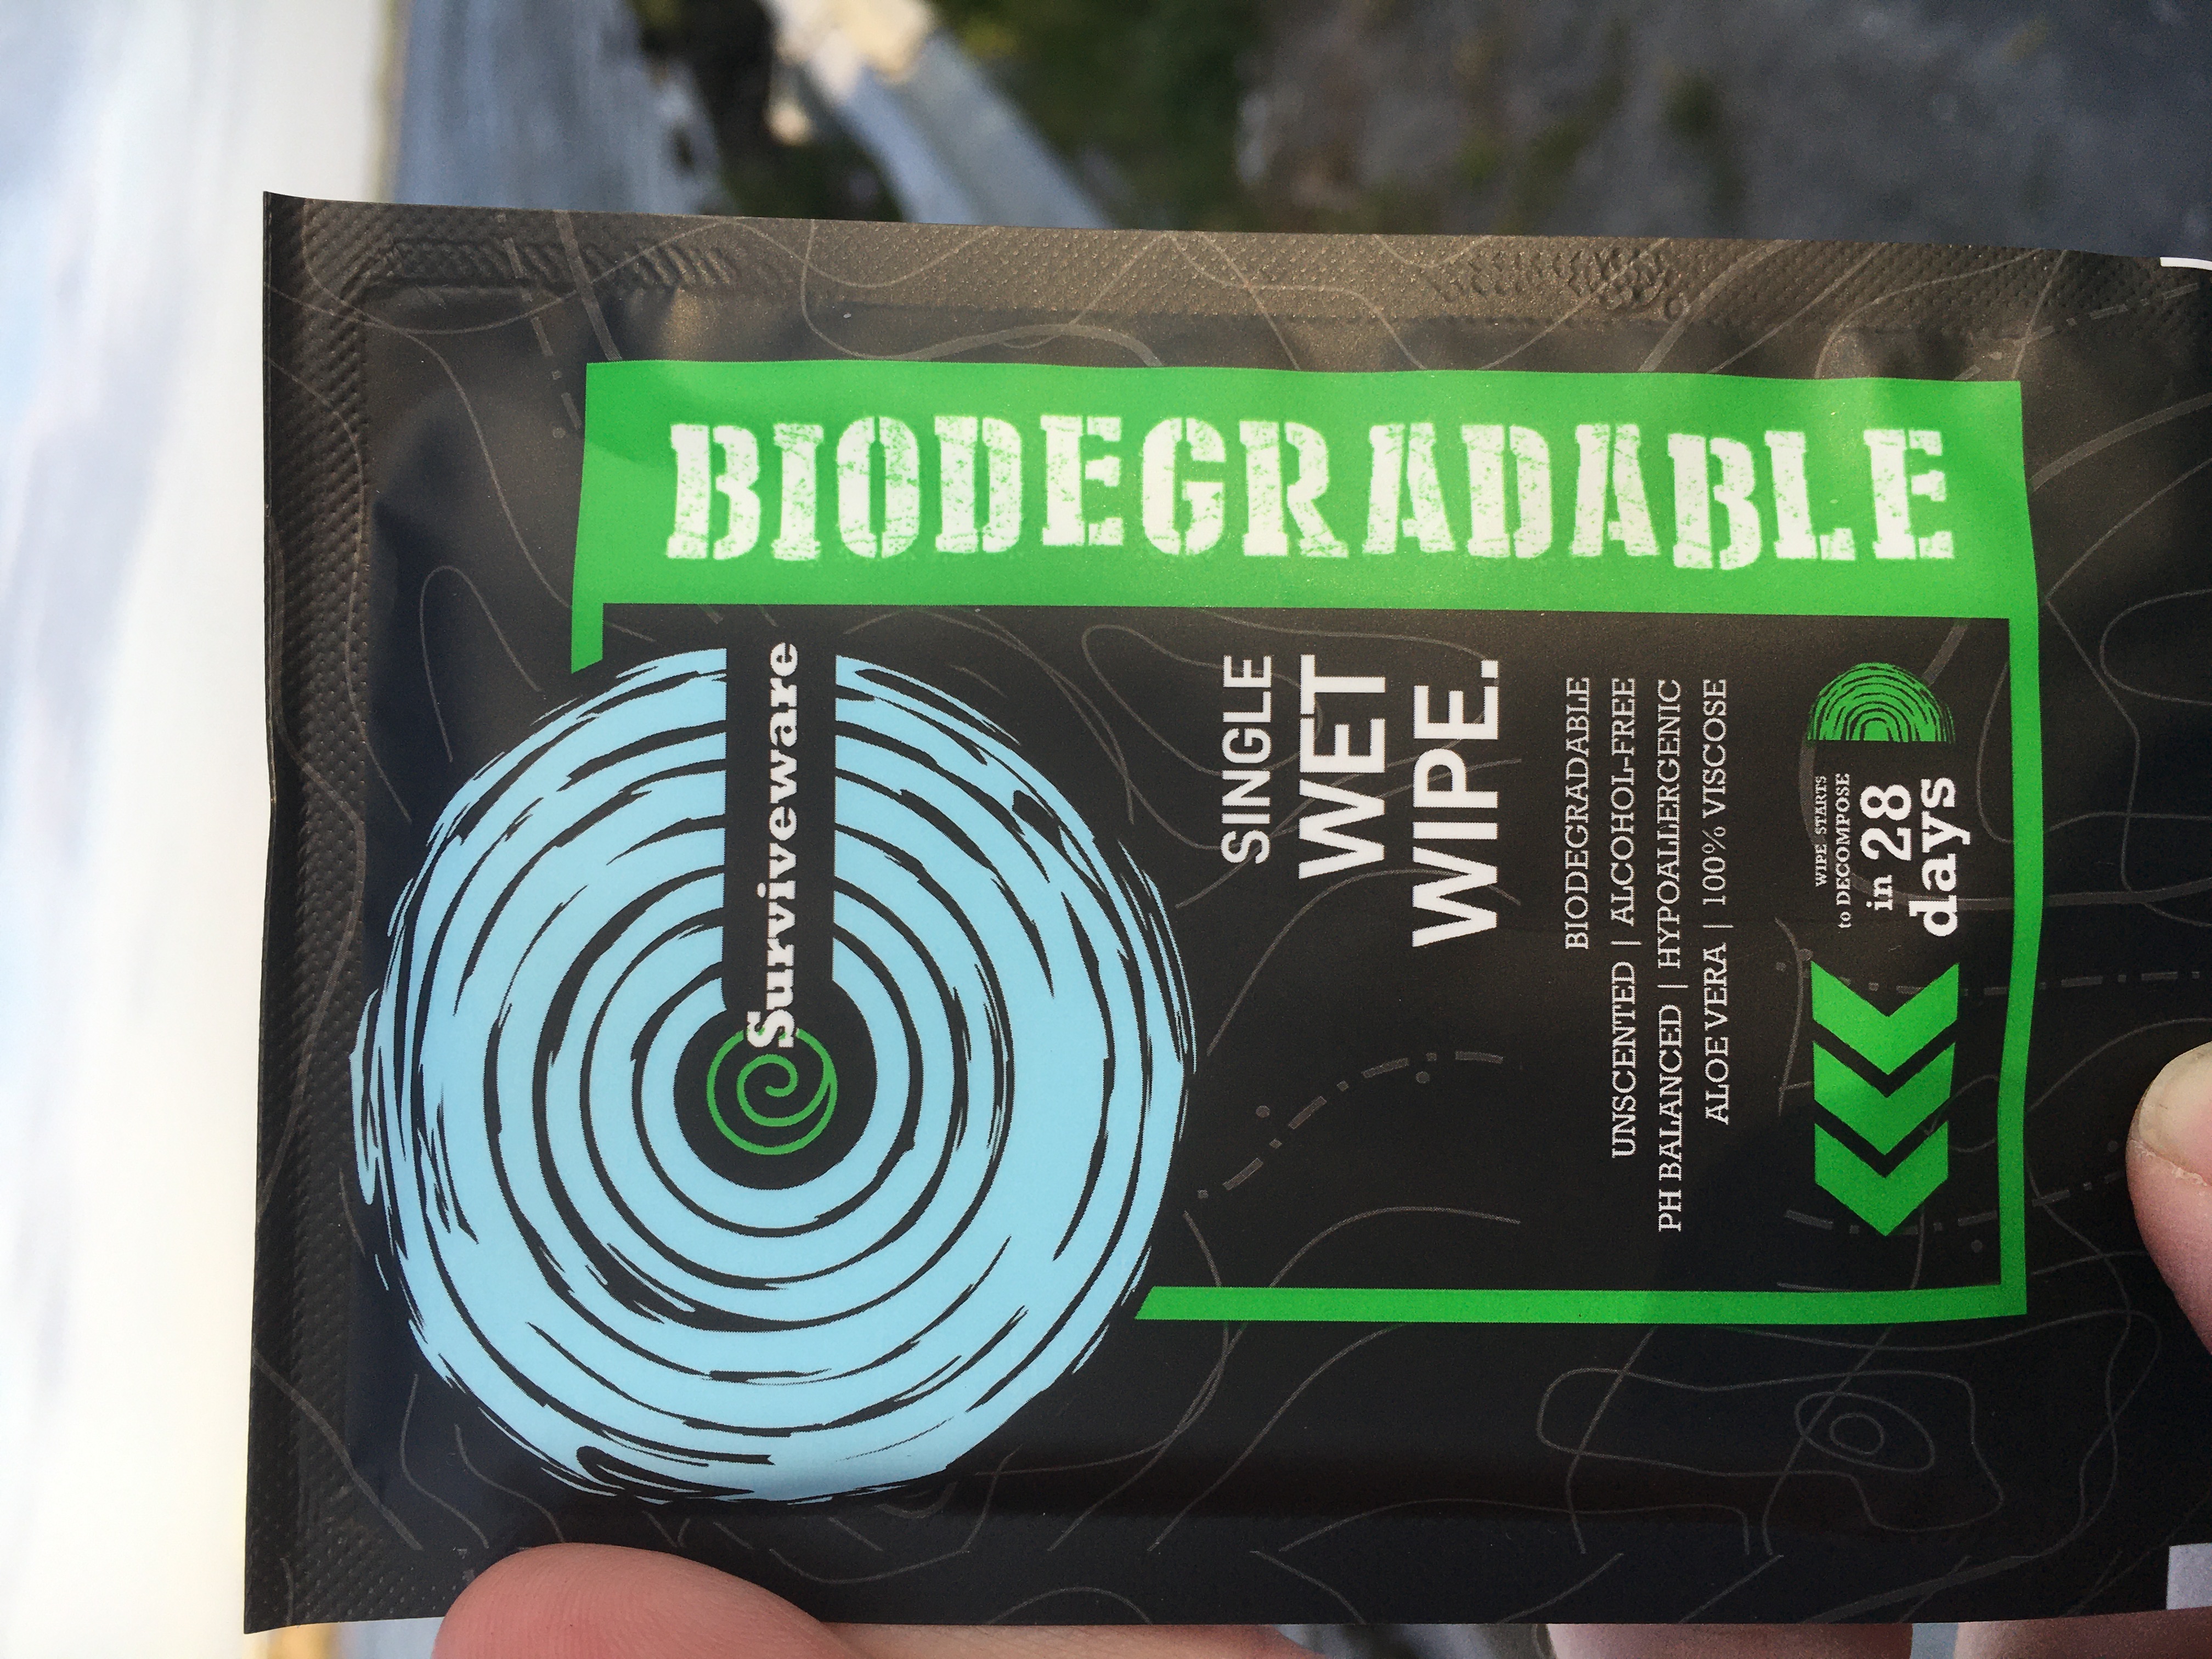 BIODEGRADABLE
Surviveware
SINGLE
WET
WIPE.
BIODEGRADABLE
UNSCENTED | ALCOHOL-FREE
PH BALANCED | HYPOALLERGENIC
ALOE VERA | 100% VISCOSE
WIPE STARTS
to DECOMPOSE
in 28
days